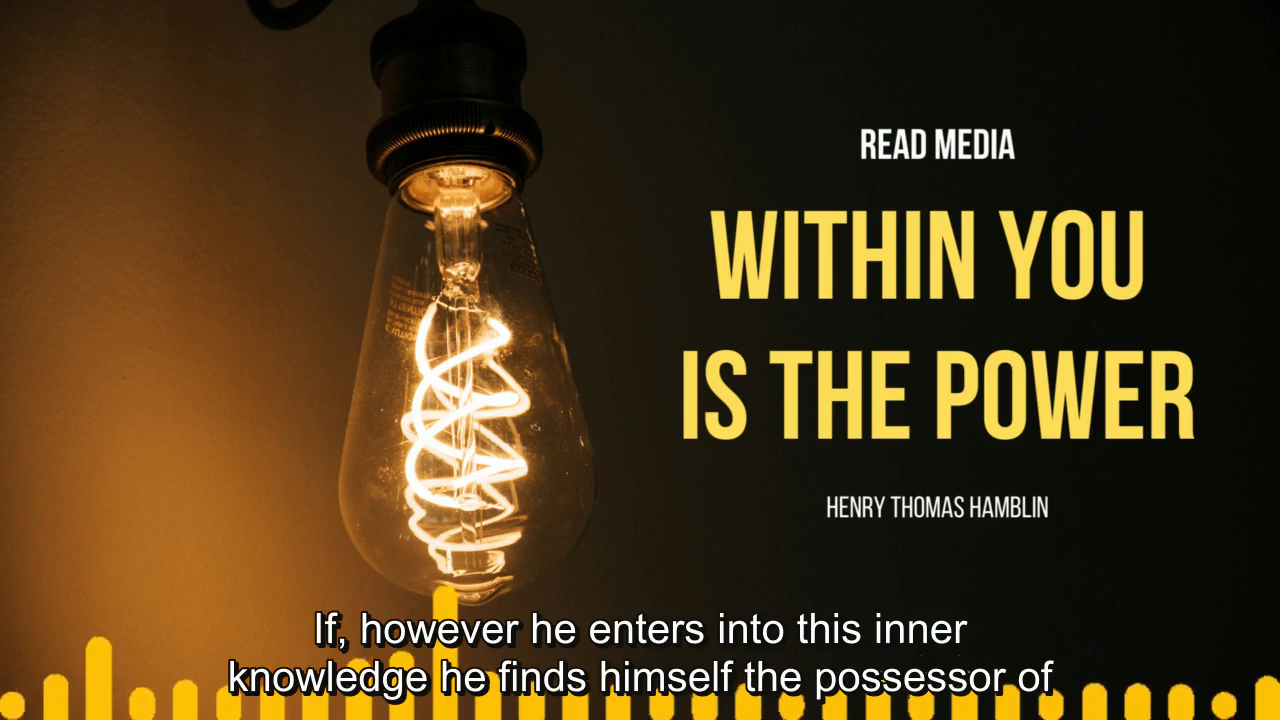 READ MEDIA
WITHIN YOU
IS THE POWER
HENRY THOMAS HAMBLIN
If, however he enters into this inner
knowledge he finds himself the possessor of